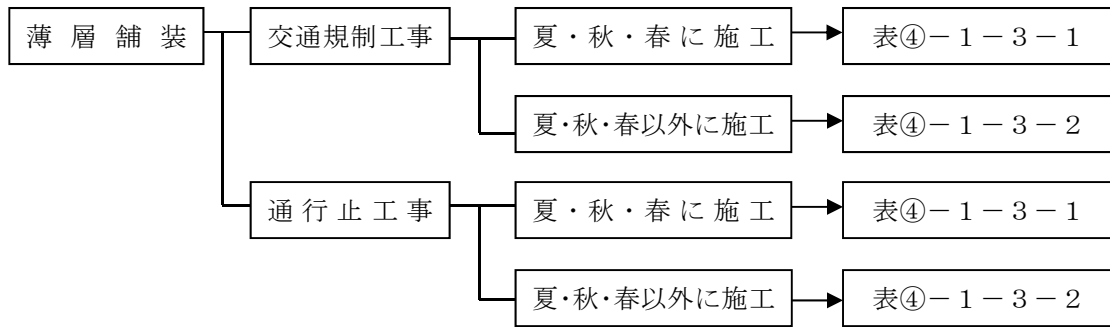 薄層舗装
交通規制工事
夏・秋・春に施工
表④－１－３－１
夏・秋・春以外に施工
表④－１－３－２
通行止工事
夏・秋・春に施工
表④－１－３－１
夏・秋・春以外に施工
表④－１－３－２